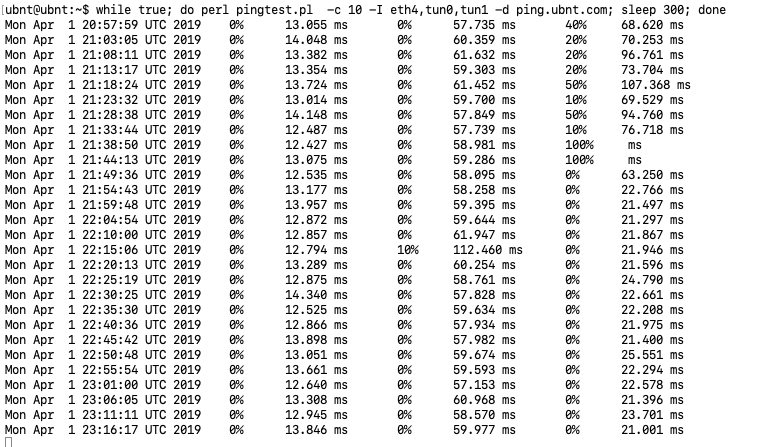 ubnt@ubnt:~$ while true; do perl pingtest.pl  -c 10 -I eth4,tun0,tun1 -d ping.ubnt.com; sleep 300; done
Mon Apr  1 20:57:59 UTC 2019    0%      13.055 ms       0%      57.735 ms      40%     68.620 ms
Mon Apr  1 21:03:05 UTC 2019    0%      14.048 ms       0%      60.359 ms      20%     70.253 ms
Mon Apr  1 21:08:11 UTC 2019    0%      13.382 ms       0%      61.632 ms      20%     96.761 ms
Mon Apr  1 21:13:17 UTC 2019    0%      13.354 ms       0%      59.303 ms      20%     73.704 ms
Mon Apr  1 21:18:24 UTC 2019    0%      13.724 ms       0%      61.452 ms      50%     107.368 ms
Mon Apr  1 21:23:32 UTC 2019    0%      13.014 ms       0%      59.700 ms      10%     69.529 ms
Mon Apr  1 21:28:38 UTC 2019    0%      14.148 ms       0%      57.849 ms      50%     94.760 ms
Mon Apr  1 21:33:44 UTC 2019    0%      12.487 ms       0%      57.739 ms      10%     76.718 ms
Mon Apr  1 21:38:50 UTC 2019    0%      12.427 ms       0%      58.981 ms      100%     ms
Mon Apr  1 21:44:13 UTC 2019    0%      13.075 ms       0%      59.286 ms      100%     ms
Mon Apr  1 21:49:36 UTC 2019    0%      12.535 ms       0%      58.095 ms      0%      63.250 ms
Mon Apr  1 21:54:43 UTC 2019    0%      13.177 ms       0%      58.258 ms      0%      22.766 ms
Mon Apr  1 21:59:48 UTC 2019    0%      13.957 ms       0%      59.395 ms      0%      21.497 ms
Mon Apr  1 22:04:54 UTC 2019    0%      12.872 ms       0%      59.644 ms      0%      21.297 ms
Mon Apr  1 22:10:00 UTC 2019    0%      12.857 ms       0%      61.947 ms      0%      21.867 ms
Mon Apr  1 22:15:06 UTC 2019    0%      12.794 ms       10%     112.460 ms      0%      21.946 ms
Mon Apr  1 22:20:13 UTC 2019    0%      13.289 ms       0%      60.254 ms      0%      21.596 ms
Mon Apr  1 22:25:19 UTC 2019    0%      12.875 ms       0%      58.761 ms      0%      24.790 ms
Mon Apr  1 22:30:25 UTC 2019    0%      14.340 ms       0%      57.828 ms      0%      22.661 ms
Mon Apr  1 22:35:30 UTC 2019    0%      12.525 ms       0%      59.634 ms      0%      22.208 ms
Mon Apr  1 22:40:36 UTC 2019    0%      12.866 ms       0%      57.934 ms      0%      21.975 ms
Mon Apr  1 22:45:42 UTC 2019    0%      13.898 ms       0%      57.982 ms      0%      21.400 ms
Mon Apr  1 22:50:48 UTC 2019    0%      13.051 ms       0%      59.674 ms      0%      25.551 ms
Mon Apr  1 22:55:54 UTC 2019    0%      13.661 ms       0%      59.593 ms      0%      22.294 ms
Mon Apr  1 23:01:00 UTC 2019    0%      12.640 ms       0%      57.153 ms      0%      22.578 ms
Mon Apr  1 23:06:05 UTC 2019    0%      13.308 ms       0%      60.968 ms      0%      21.396 ms
Mon Apr  1 23:11:11 UTC 2019    0%      12.945 ms       0%      58.570 ms      0%      23.701 ms
Mon Apr  1 23:16:17 UTC 2019    0%      13.846 ms       0%      59.977 ms      0%      21.001 ms